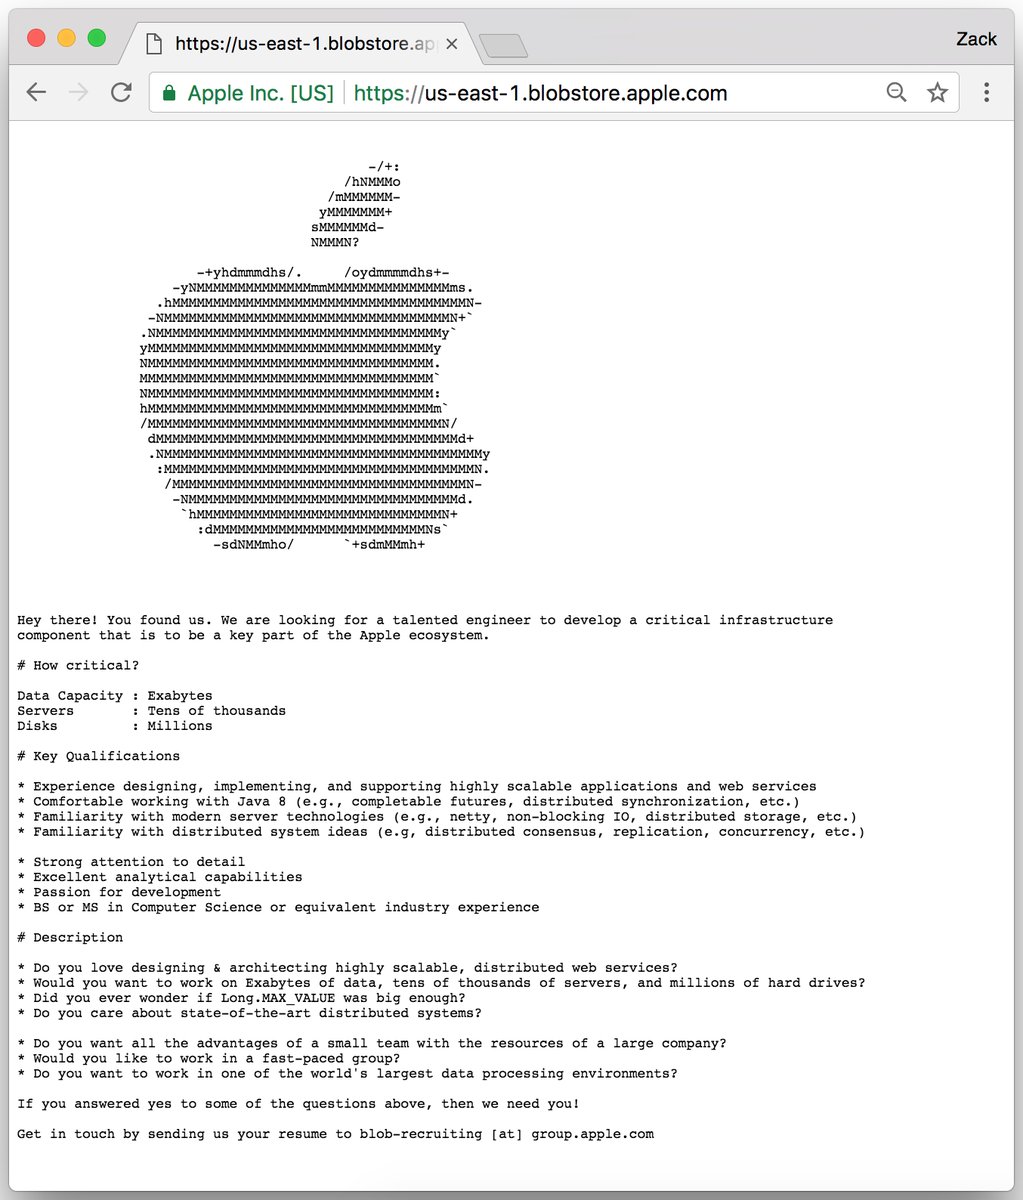 https://us-east-1.blobstore.ap
Zack
Apple Inc. [US]
https://us-east-1.blobstore.apple.com
-/+:
/hNMMMo
/mMMMMMM-
yMMMMMMM+
sMMMMMMd-
NMMMN?
-+yhdmmmdhs/. /oydmmmmdhs+-
-sdNMMmho/ `+sdmMMmh+
Hey there! You found us. We are looking for a talented engineer to develop a critical infrastructure
component that is to be a key part of the Apple ecosystem.
# How critical?
Data Capacity : Exabytes
Servers : Tens of thousands
Disks : Millions
# Key Qualifications
* Experience designing, implementing, and supporting highly scalable applications and web services
* Comfortable working with Java 8 (e.g., completable futures, distributed synchronization, etc.)
* Familiarity with modern server technologies (e.g., netty, non-blocking IO, distributed storage, etc.)
* Familiarity with distributed system ideas (e.g, distributed consensus, replication, concurrency, etc.)
* Strong attention to detail
* Excellent analytical capabilities
* Passion for development
* BS or MS in Computer Science or equivalent industry experience
# Description
* Do you love designing & architecting highly scalable, distributed web services?
* Would you want to work on Exabytes of data, tens of thousands of servers, and millions of hard drives?
* Did you ever wonder if Long.MAX_VALUE was big enough?
* Do you care about state-of-the-art distributed systems?
* Do you want all the advantages of a small team with the resources of a large company?
* Would you like to work in a fast-paced group?
* Do you want to work in one of the world's largest data processing environments?
If you answered yes to some of the questions above, then we need you!
Get in touch by sending us your resume to blob-recruiting [at] group.apple.com